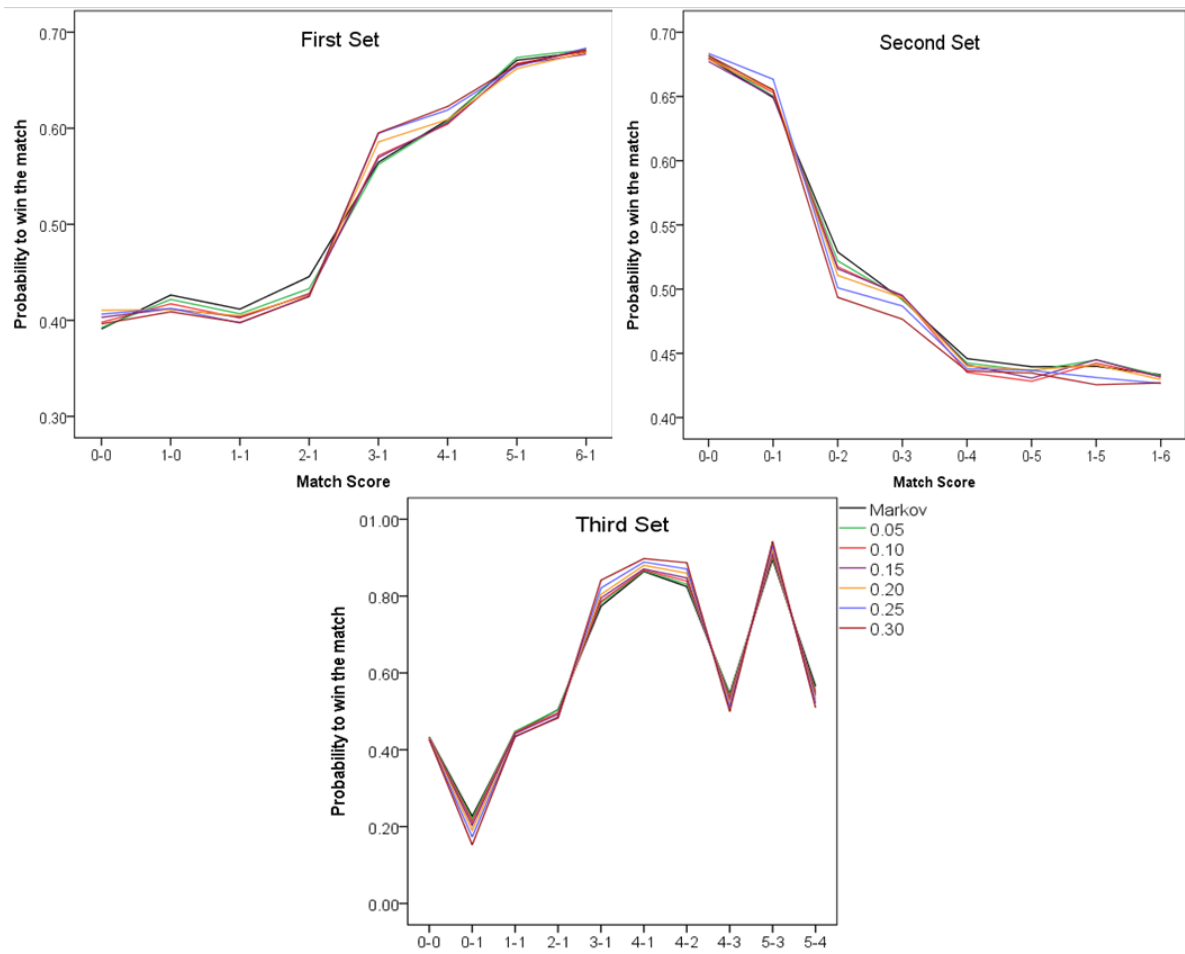 First Set
Probability to win the match
0.70
0.60
0.50
0.40
0.30
0-0 1-0 1-1 2-1 3-1 4-1 5-1 6-1
Match Score
Second Set
Probability to win the match
0.70
0.65
0.60
0.55
0.50
0.45
0.40
0-0 0-1 0-2 0-3 0-4 0-5 1-5 1-6
Match Score
Third Set
Probability to win the match
01.00
0.80
0.60
0.40
0.20
0.00
0-0 0-1 1-1 2-1 3-1 4-1 4-2 4-3 5-3 5-4
Markov
0.05
0.10
0.15
0.20
0.25
0.30